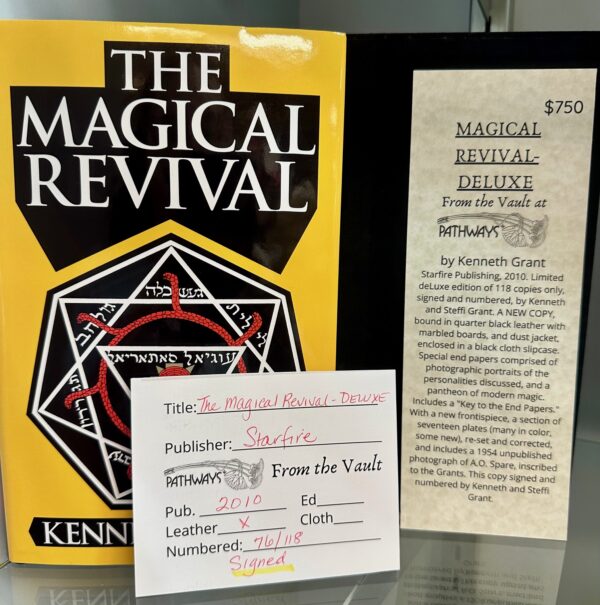 THE
MAGICAL
REVIVAL
געש כלה
לילית
עוגיאל סאתאריאל
KENNE
Title: The Magical Revival - DELUXE
Publisher: Starfire
PATHWAYS From the Vault
Pub. 2010 Ed
Leather X Cloth
Numbered: 76/118
Signed
$750
MAGICAL
REVIVAL-
DELUXE
From the Vault at
PATHWAYS
by Kenneth Grant
Starfire Publishing, 2010. Limited
deLuxe edition of 118 copies only,
signed and numbered, by Kenneth
and Steffi Grant. A NEW COPY,
bound in quarter black leather with
marbled boards, and dust jacket,
enclosed in a black cloth slipcase.
Special end papers comprised of
photographic portraits of the
personalities discussed, and a
pantheon of modern magic.
Includes a "Key to the End Papers."
With a new frontispiece, a section of
seventeen plates (many in color,
some new), re-set and corrected,
and includes a 1954 unpublished
photograph of A.O. Spare, inscribed
to the Grants. This copy signed and
numbered by Kenneth and Steffi
Grant.